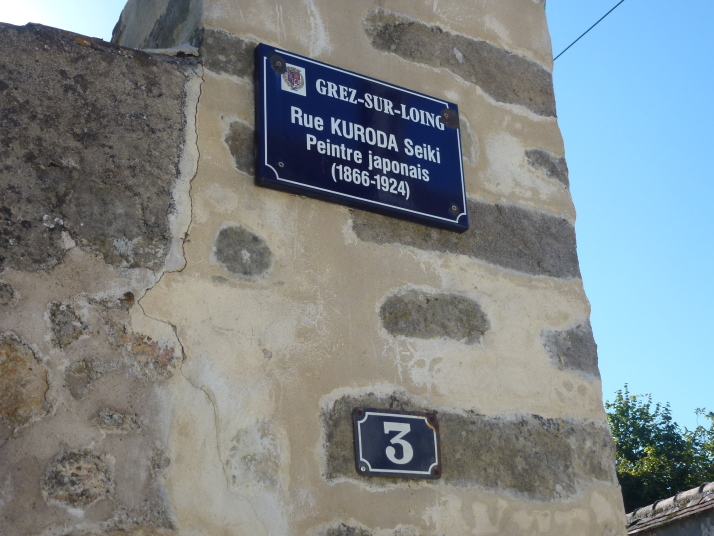 GREZ-SUR-LOING
Rue KURODA Seiki
Peintre japonais
(1866-1924)
3